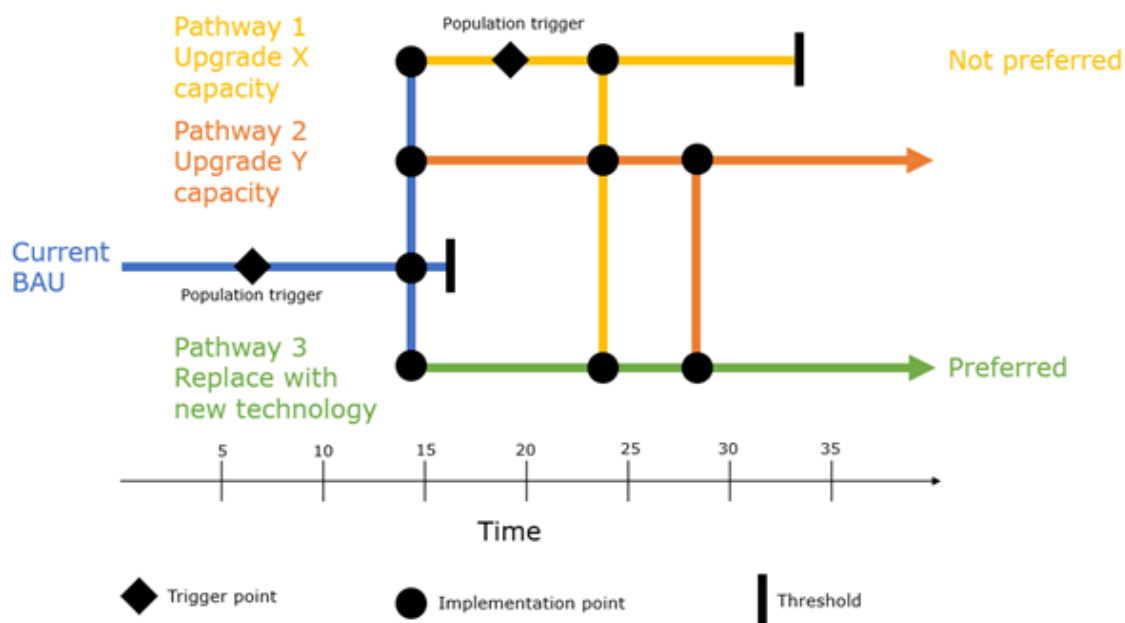 Pathway 1
Upgrade X
capacity
Population trigger
Not preferred
Pathway 2
Upgrade Y
capacity
Current
BAU
Population trigger
Pathway 3
Replace with
new technology
Preferred
5 10 15 20 25 30 35
Time
Trigger point
Implementation point
Threshold